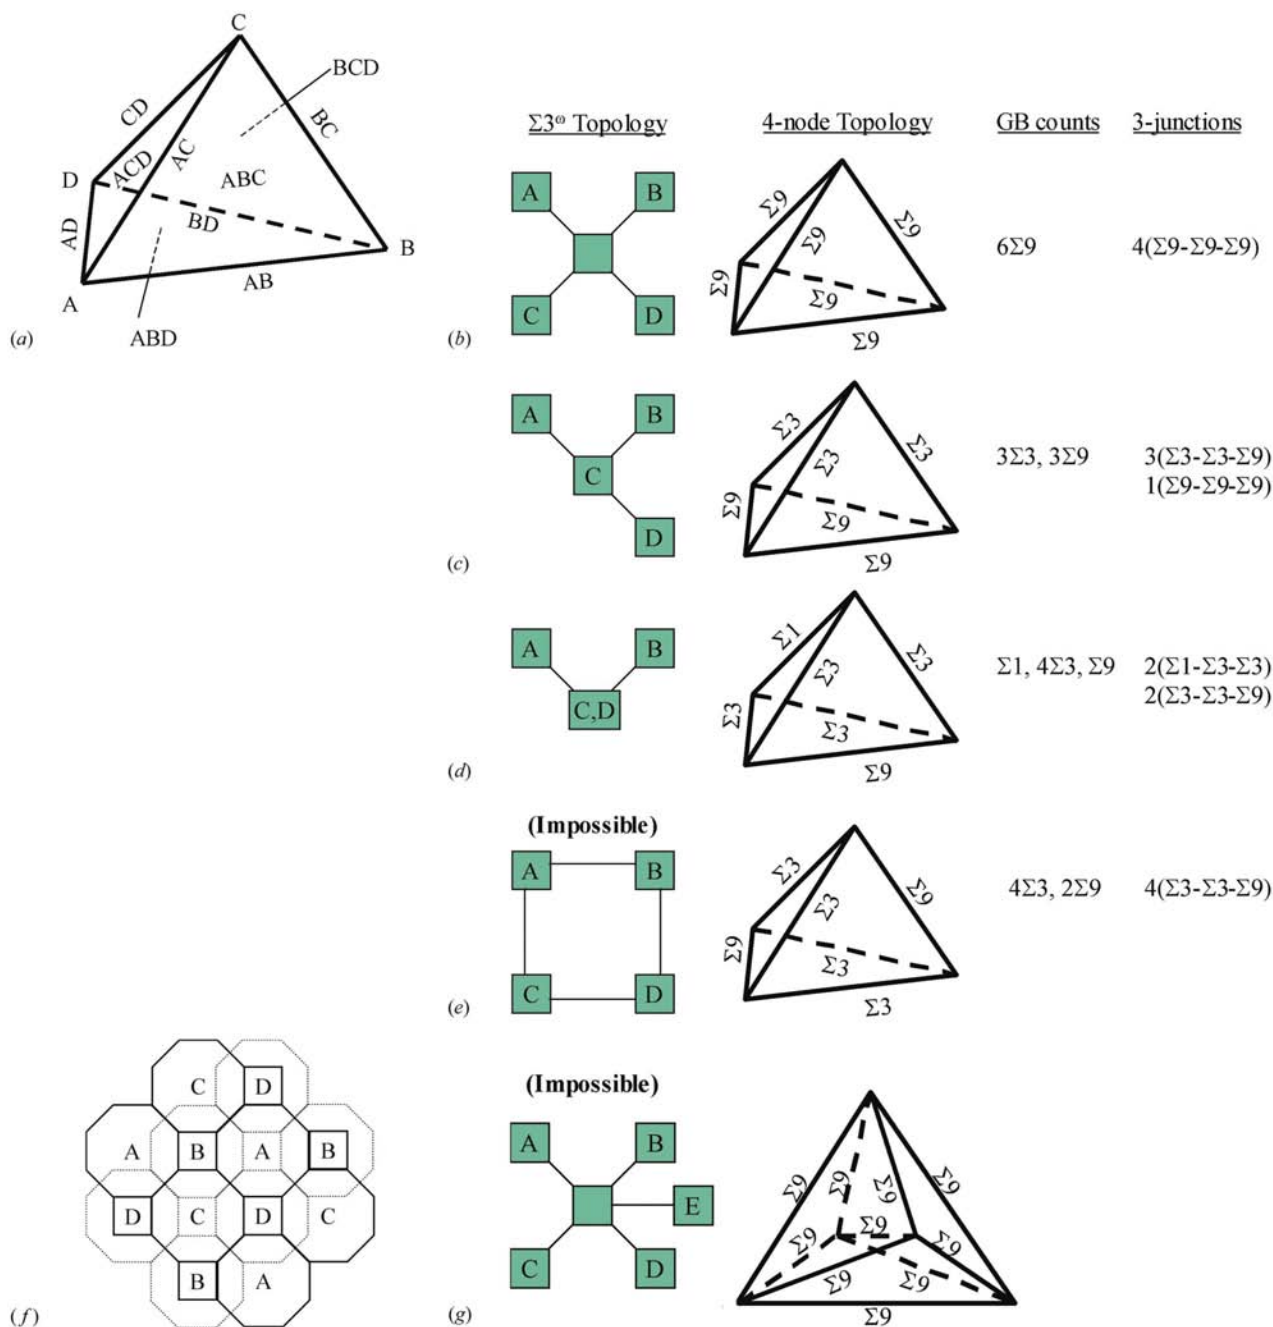 C
BCD
CD
BC
AC
ACD
D
ABC
AD
BD
B
AB
A
ABD
(a)
Σ3ω Topology 4-node Topology GB counts 3-junctions
A B
C D
(b)
Σ9
Σ9
Σ9
Σ9
Σ9
Σ9
6Σ9 4(Σ9-Σ9-Σ9)
A B
C
D
(c)
Σ3
Σ3
Σ3
Σ9
Σ9
Σ9
3Σ3, 3Σ9 3(Σ3-Σ3-Σ9)
1(Σ9-Σ9-Σ9)
A B
C,D
(d)
Σ1
Σ3
Σ3
Σ3
Σ3
Σ9
Σ1, 4Σ3, Σ9 2(Σ1-Σ3-Σ3)
2(Σ3-Σ3-Σ9)
(Impossible)
A B
C D
(e)
Σ3
Σ3
Σ9
Σ9
Σ3
Σ3
4Σ3, 2Σ9 4(Σ3-Σ3-Σ9)
C D
A B A B
D C D C
B A
(f)
(Impossible)
A B
E
C D
(g)
Σ9
Σ9
Σ9
Σ9
Σ9
Σ9
Σ9
Σ9
Σ9
Σ9